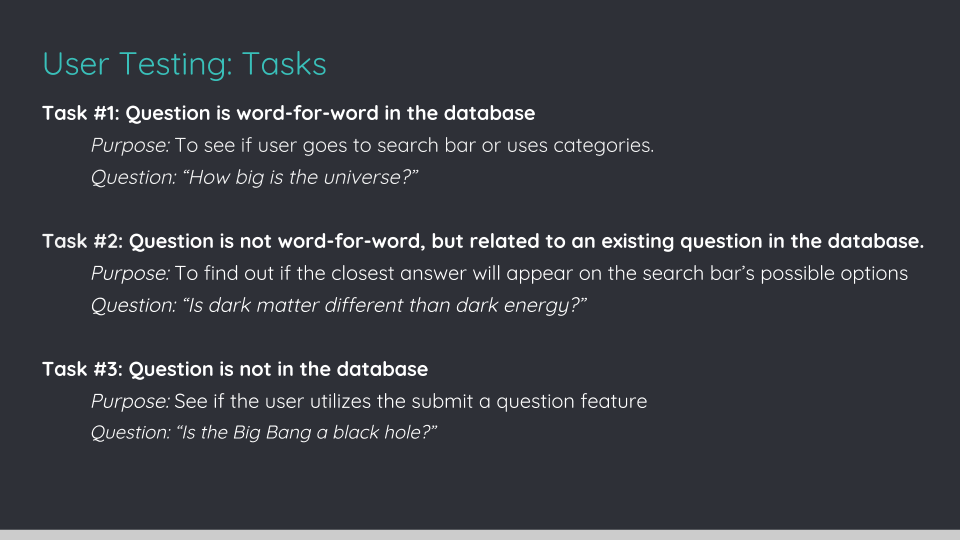 User Testing: Tasks
Task #1: Question is word-for-word in the database
Purpose: To see if user goes to search bar or uses categories.
Question: “How big is the universe?”
Task #2: Question is not word-for-word, but related to an existing question in the database.
Purpose: To find out if the closest answer will appear on the search bar’s possible options
Question: “Is dark matter different than dark energy?”
Task #3: Question is not in the database
Purpose: See if the user utilizes the submit a question feature
Question: “Is the Big Bang a black hole?”